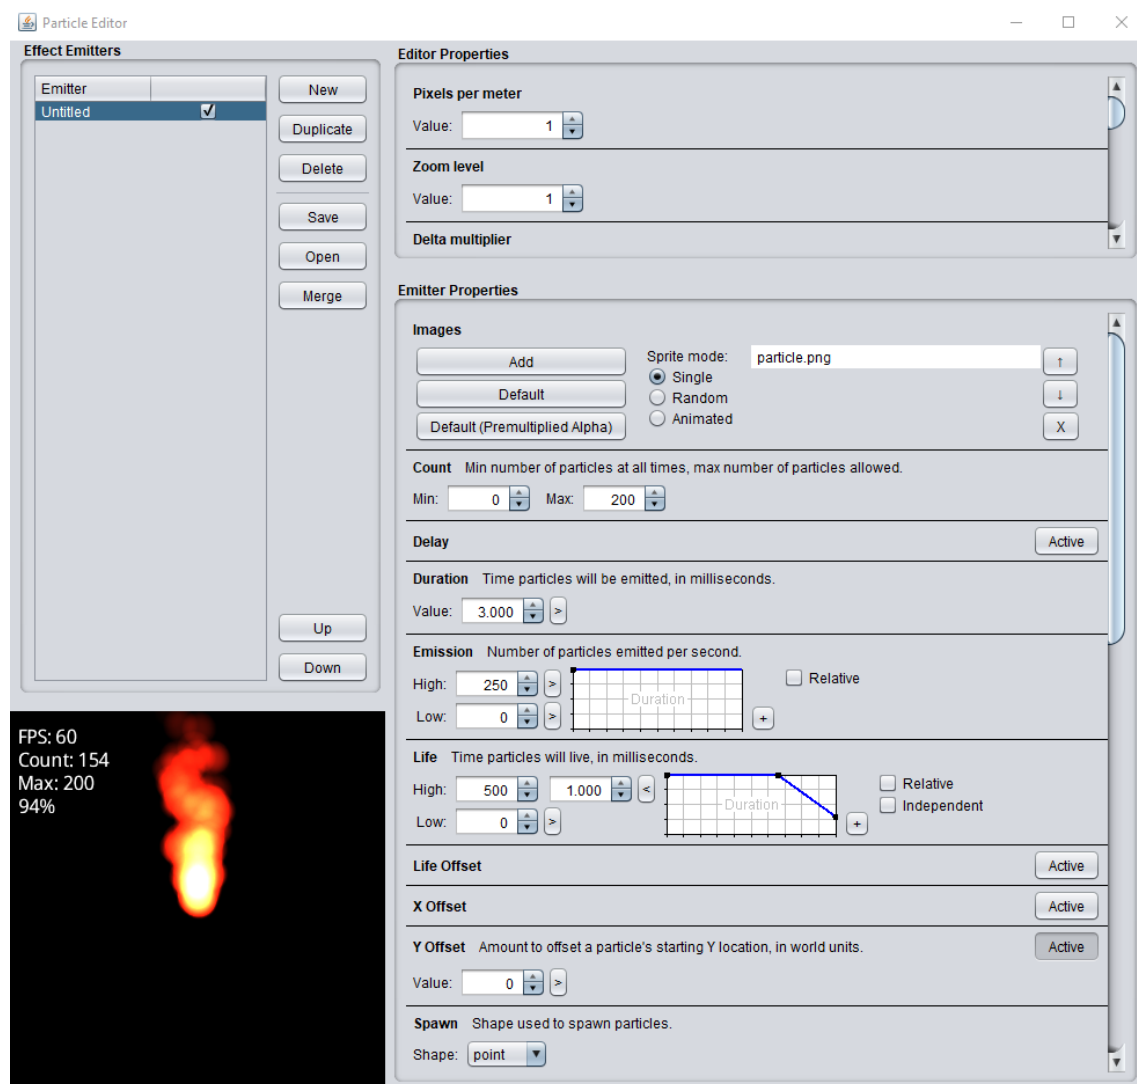 Particle Editor
Effect Emitters
Emitter
Untitled
New
Duplicate
Delete
Save
Open
Merge
Up
Down
FPS: 60
Count: 154
Max: 200
94%
Editor Properties
Pixels per meter
Value: 1
Zoom level
Value: 1
Delta multiplier
Emitter Properties
Images
Add
Default
Default (Premultiplied Alpha)
Sprite mode:
Single
Random
Animated
particle.png
↑
↓
X
Count Min number of particles at all times, max number of particles allowed.
Min: 0 Max: 200
Delay Active
Duration Time particles will be emitted, in milliseconds.
Value: 3.000 >
Emission Number of particles emitted per second.
High: 250 > Duration Relative
Low: 0 > +
Life Time particles will live, in milliseconds.
High: 500 1.000 < Duration Relative
Independent
Low: 0 > +
Life Offset Active
X Offset Active
Y Offset Amount to offset a particle's starting Y location, in world units. Active
Value: 0 >
Spawn Shape used to spawn particles.
Shape: point